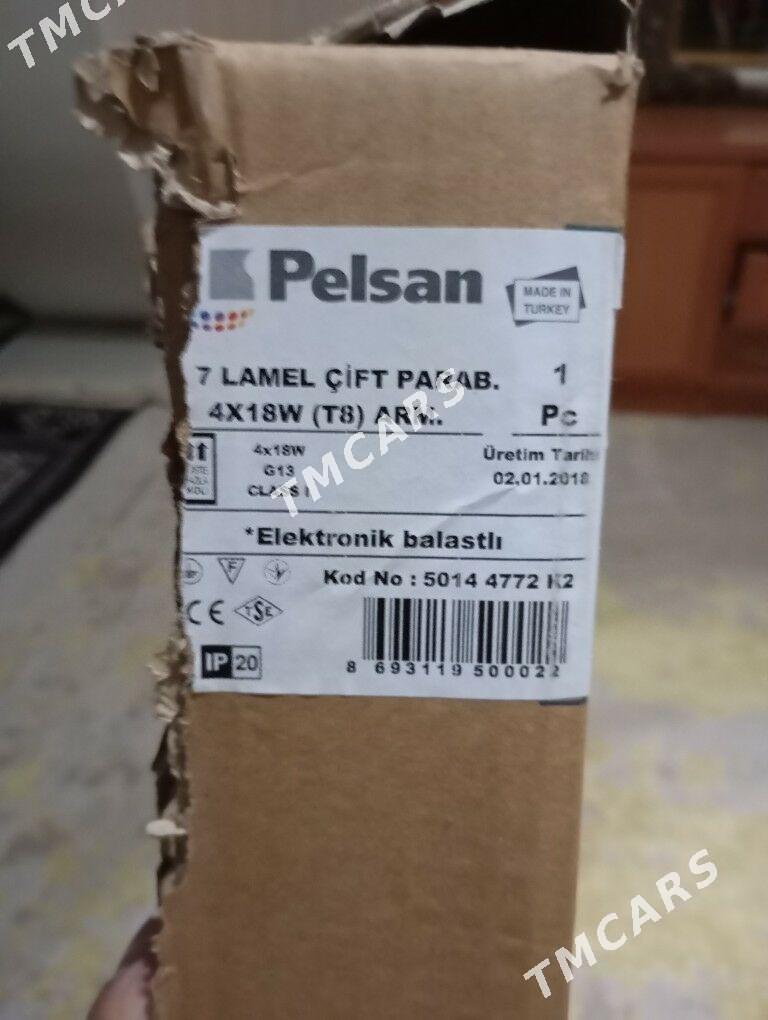 TMCARS
Pelsan
MADE IN
TURKEY
7 LAMEL ÇİFT PARAB.
4X18W (T8) ARM.
1
Pc
4x18W
G13
CLASS I
Üretim Tarihi
02.01.2018
TMCARS
*Elektronik balastlı
F
Kod No : 5014 4772 K2
CE
TSE
IP 20
8 693119 500022
TMCARS